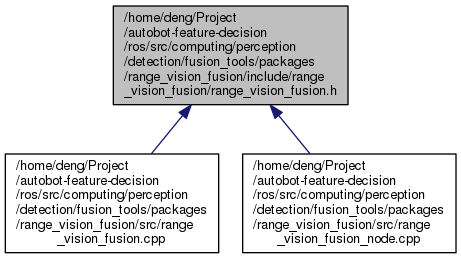 /home/deng/Project
/autobot-feature-decision
/ros/src/computing/perception
/detection/fusion_tools/packages
/range_vision_fusion/include/range
_vision_fusion/range_vision_fusion.h
/home/deng/Project
/autobot-feature-decision
/ros/src/computing/perception
/detection/fusion_tools/packages
/range_vision_fusion/src/range
_vision_fusion.cpp
/home/deng/Project
/autobot-feature-decision
/ros/src/computing/perception
/detection/fusion_tools/packages
/range_vision_fusion/src/range
_vision_fusion_node.cpp